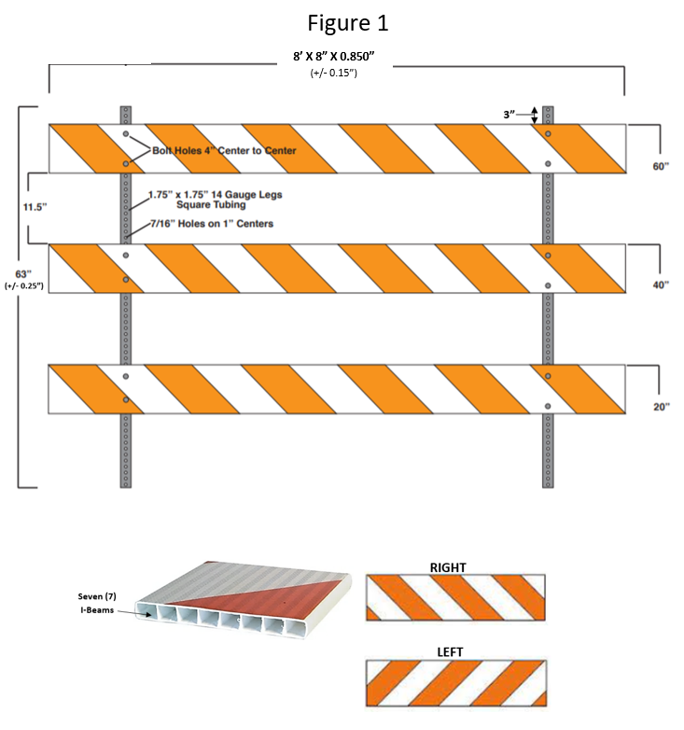 Figure 1
8' X 8" X 0.850"
(+/- 0.15")
3"
Bolt Holes 4" Center to Center
60"
1.75" x 1.75" 14 Gauge Legs
Square Tubing
11.5"
7/16" Holes on 1" Centers
63"
(+/- 0.25")
40"
20"
RIGHT
Seven (7)
I-Beams
LEFT